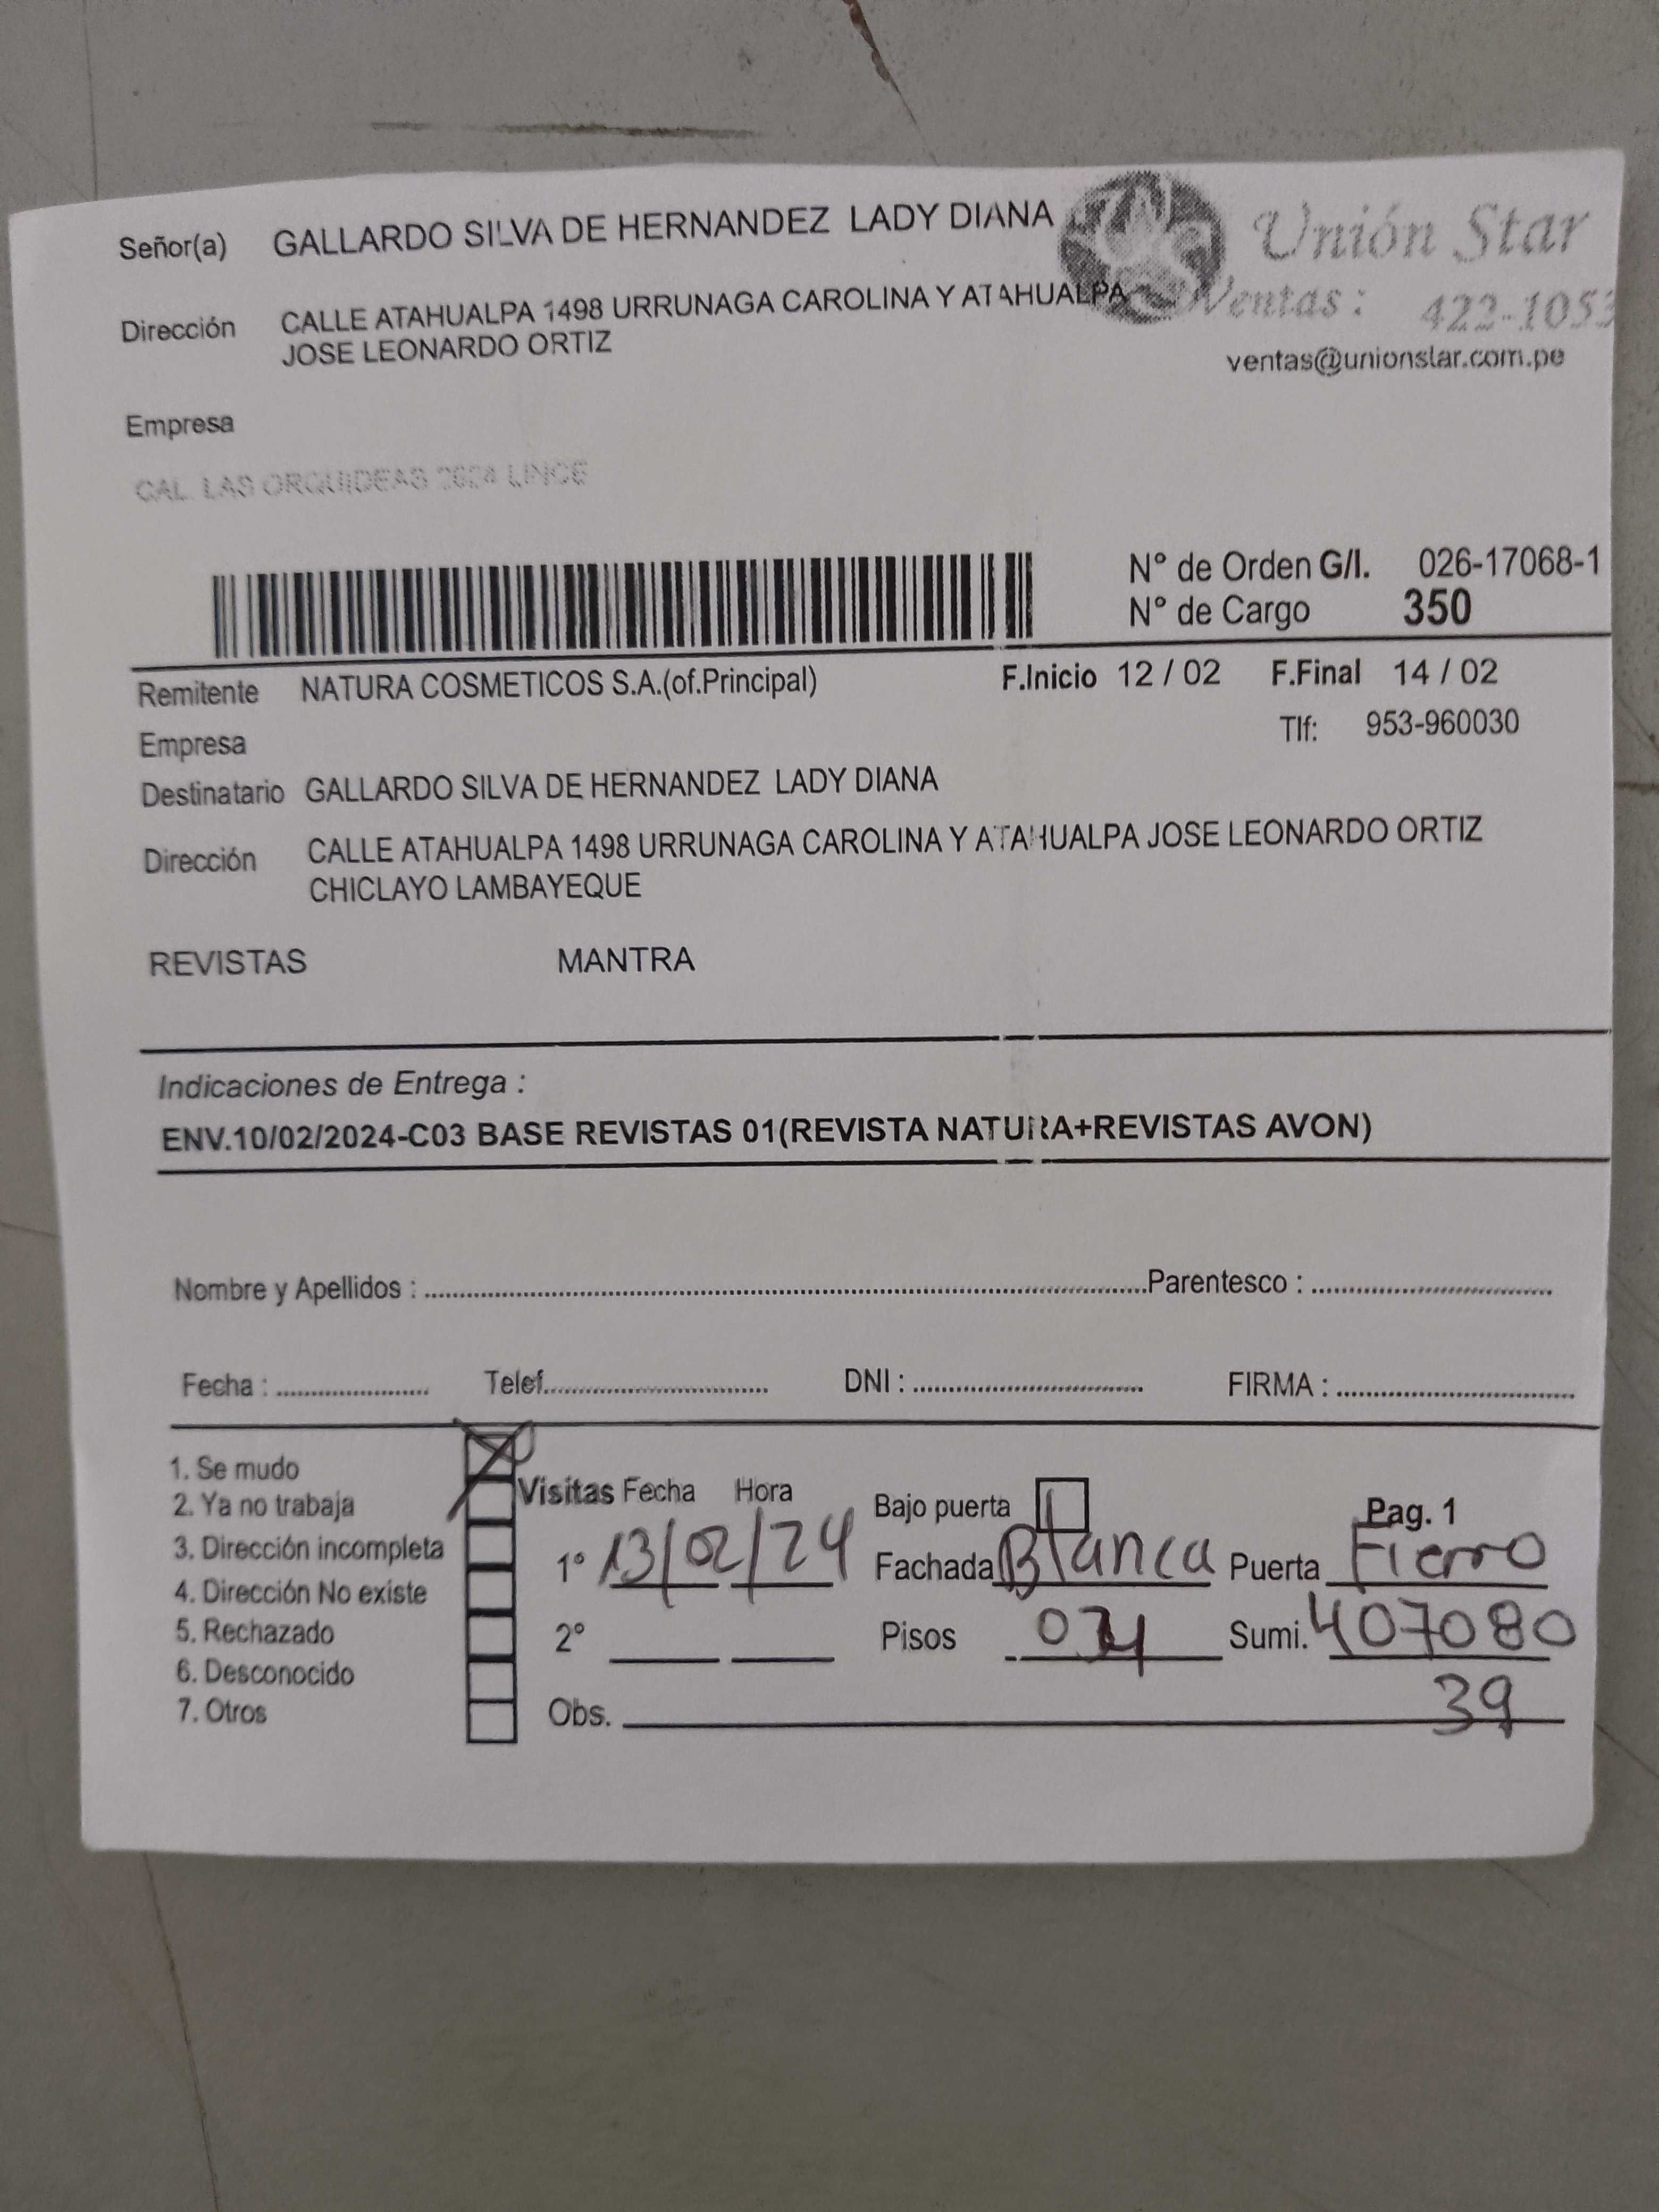 Señor(a) GALLARDO SILVA DE HERNANDEZ LADY DIANA
Unión Star
Dirección CALLE ATAHUALPA 1498 URRUNAGA CAROLINA Y ATAHUALPA
JOSE LEONARDO ORTIZ
Ventas : 422-1053
ventas@unionstar.com.pe
Empresa
CAL. LAS ORQUIDEAS 2624 LINCE
N° de Orden G/I. 026-17068-1
N° de Cargo 350
Remitente NATURA COSMETICOS S.A.(of.Principal) F.Inicio 12 / 02 F.Final 14 / 02
Empresa Tlf: 953-960030
Destinatario GALLARDO SILVA DE HERNANDEZ LADY DIANA
Dirección CALLE ATAHUALPA 1498 URRUNAGA CAROLINA Y ATAHUALPA JOSE LEONARDO ORTIZ
CHICLAYO LAMBAYEQUE
REVISTAS MANTRA
Indicaciones de Entrega :
ENV.10/02/2024-C03 BASE REVISTAS 01(REVISTA NATURA+REVISTAS AVON)
Nombre y Apellidos : Parentesco :
Fecha : Telef. DNI : FIRMA :
1. Se mudo
2. Ya no trabaja
3. Dirección incompleta
4. Dirección No existe
5. Rechazado
6. Desconocido
7. Otros
Visitas Fecha Hora Bajo puerta Pag. 1
1° 13/02/24 Fachada Blanca Puerta Fierro
2° Pisos Sumi. 407080
39
Obs.